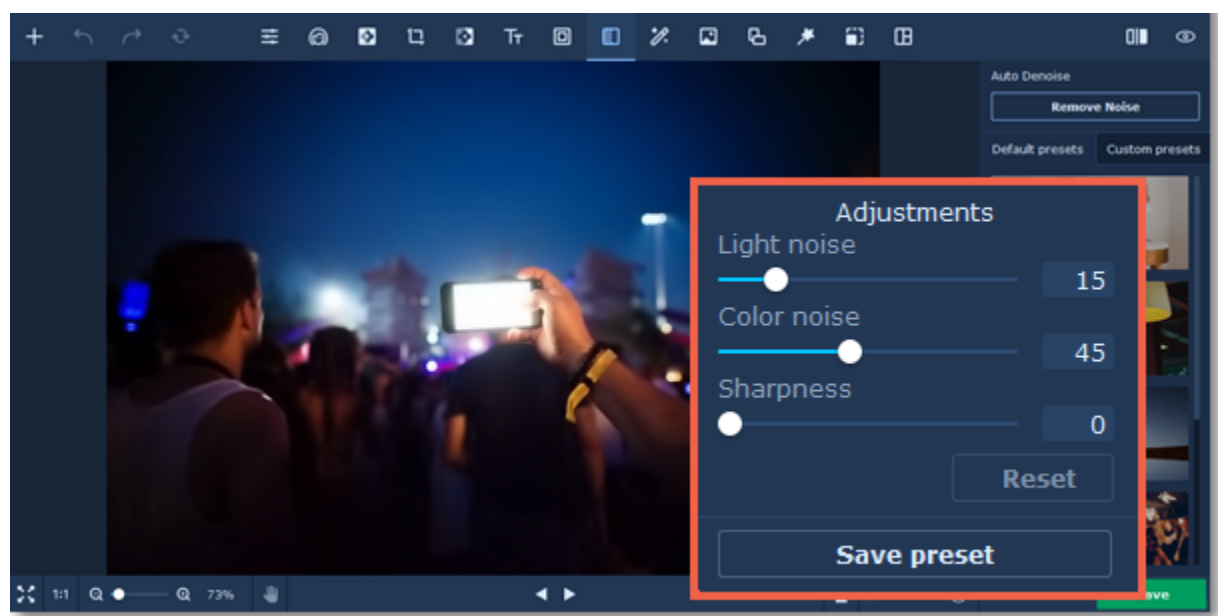 Tт
Auto Denoise
Remove Noise
Default presets
Custom presets
Adjustments
Light noise
15
Color noise
45
Sharpness
0
Reset
Save preset
1:1
73%